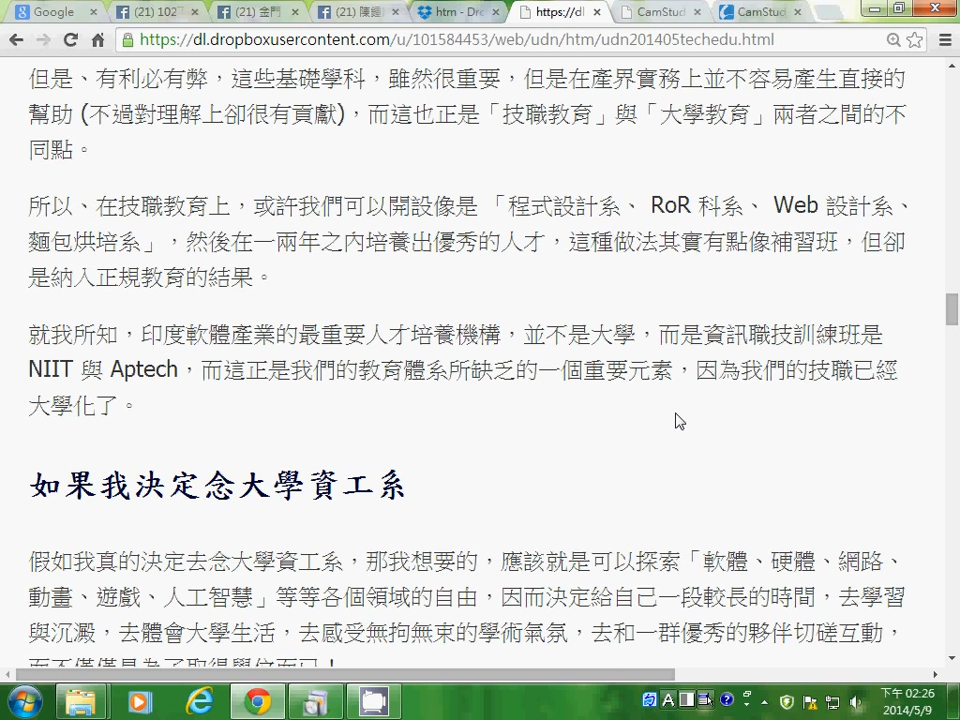 Google
(21) 102
(21) 金門
(21) 陳鍾
htm - Dro
https://dl
CamStud
CamStud
https://dl.dropboxusercontent.com/u/101584453/web/udn/htm/udn201405techedu.html
但是、有利必有弊，這些基礎學科，雖然很重要，但是在產界實務上並不容易產生直接的
幫助 (不過對理解上卻很有貢獻)，而這也正是「技職教育」與「大學教育」兩者之間的不
同點。
所以、在技職教育上，或許我們可以開設像是 「程式設計系、 RoR 科系、 Web 設計系、
麵包烘培系」，然後在一兩年之內培養出優秀的人才，這種做法其實有點像補習班，但卻
是納入正規教育的結果。
就我所知，印度軟體產業的最重要人才培養機構，並不是大學，而是資訊職技訓練班是
NIIT 與 Aptech，而這正是我們的教育體系所缺乏的一個重要元素，因為我們的技職已經
大學化了。
如果我決定念大學資工系
假如我真的決定去念大學資工系，那我想要的，應該就是可以探索「軟體、硬體、網路、
動畫、遊戲、人工智慧」等等各個領域的自由，因而決定給自己一段較長的時間，去學習
與沉澱，去體會大學生活，去感受無拘無束的學術氣氛，去和一群優秀的夥伴切磋互動，
而不僅僅是為了取得學位而已！
下午 02:26
2014/5/9